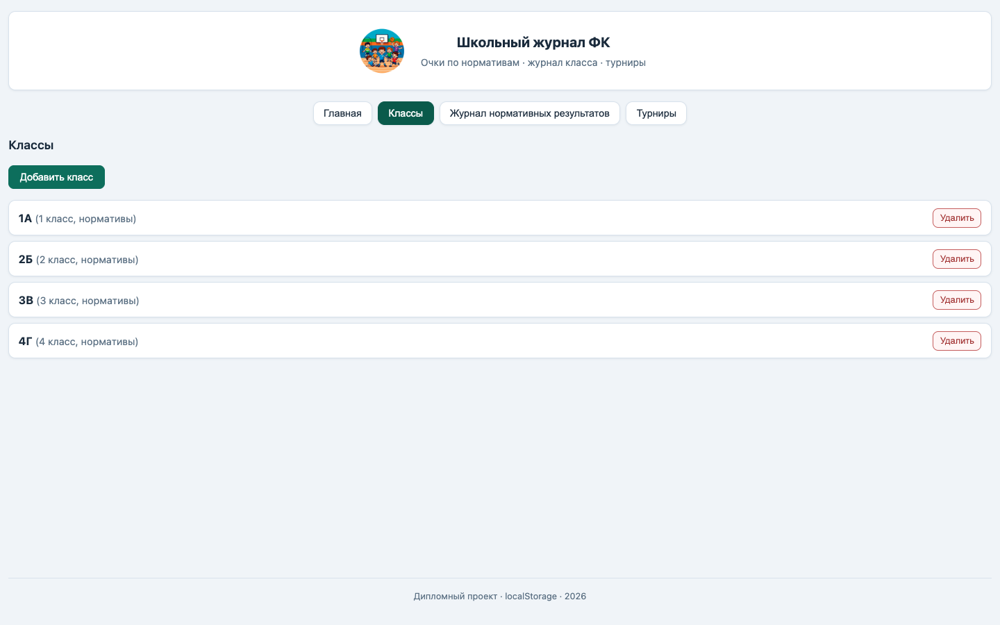 Школьный журнал ФК
Очки по нормативам · журнал класса · турниры
Главная
Классы
Журнал нормативных результатов
Турниры
Классы
Добавить класс
1А (1 класс, нормативы)
Удалить
2Б (2 класс, нормативы)
Удалить
3В (3 класс, нормативы)
Удалить
4Г (4 класс, нормативы)
Удалить
Дипломный проект · localStorage · 2026